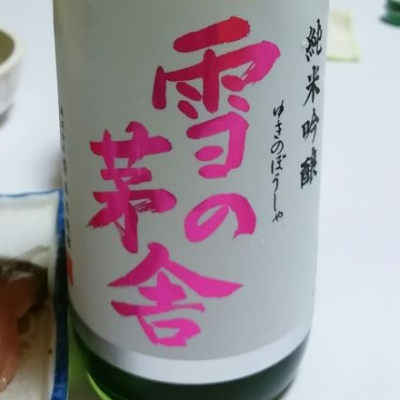 純米吟醸
ゆきのぼうしゃ
雪の
茅舎